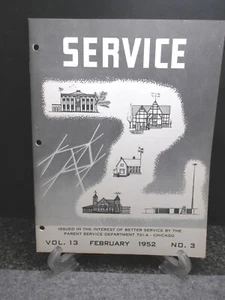 SERVICE
ISSUED IN THE INTEREST OF BETTER SERVICE BY THE
PARENT SERVICE DEPARTMENT 701A - CHICAGO
VOL. 13 FEBRUARY 1952 NO. 3